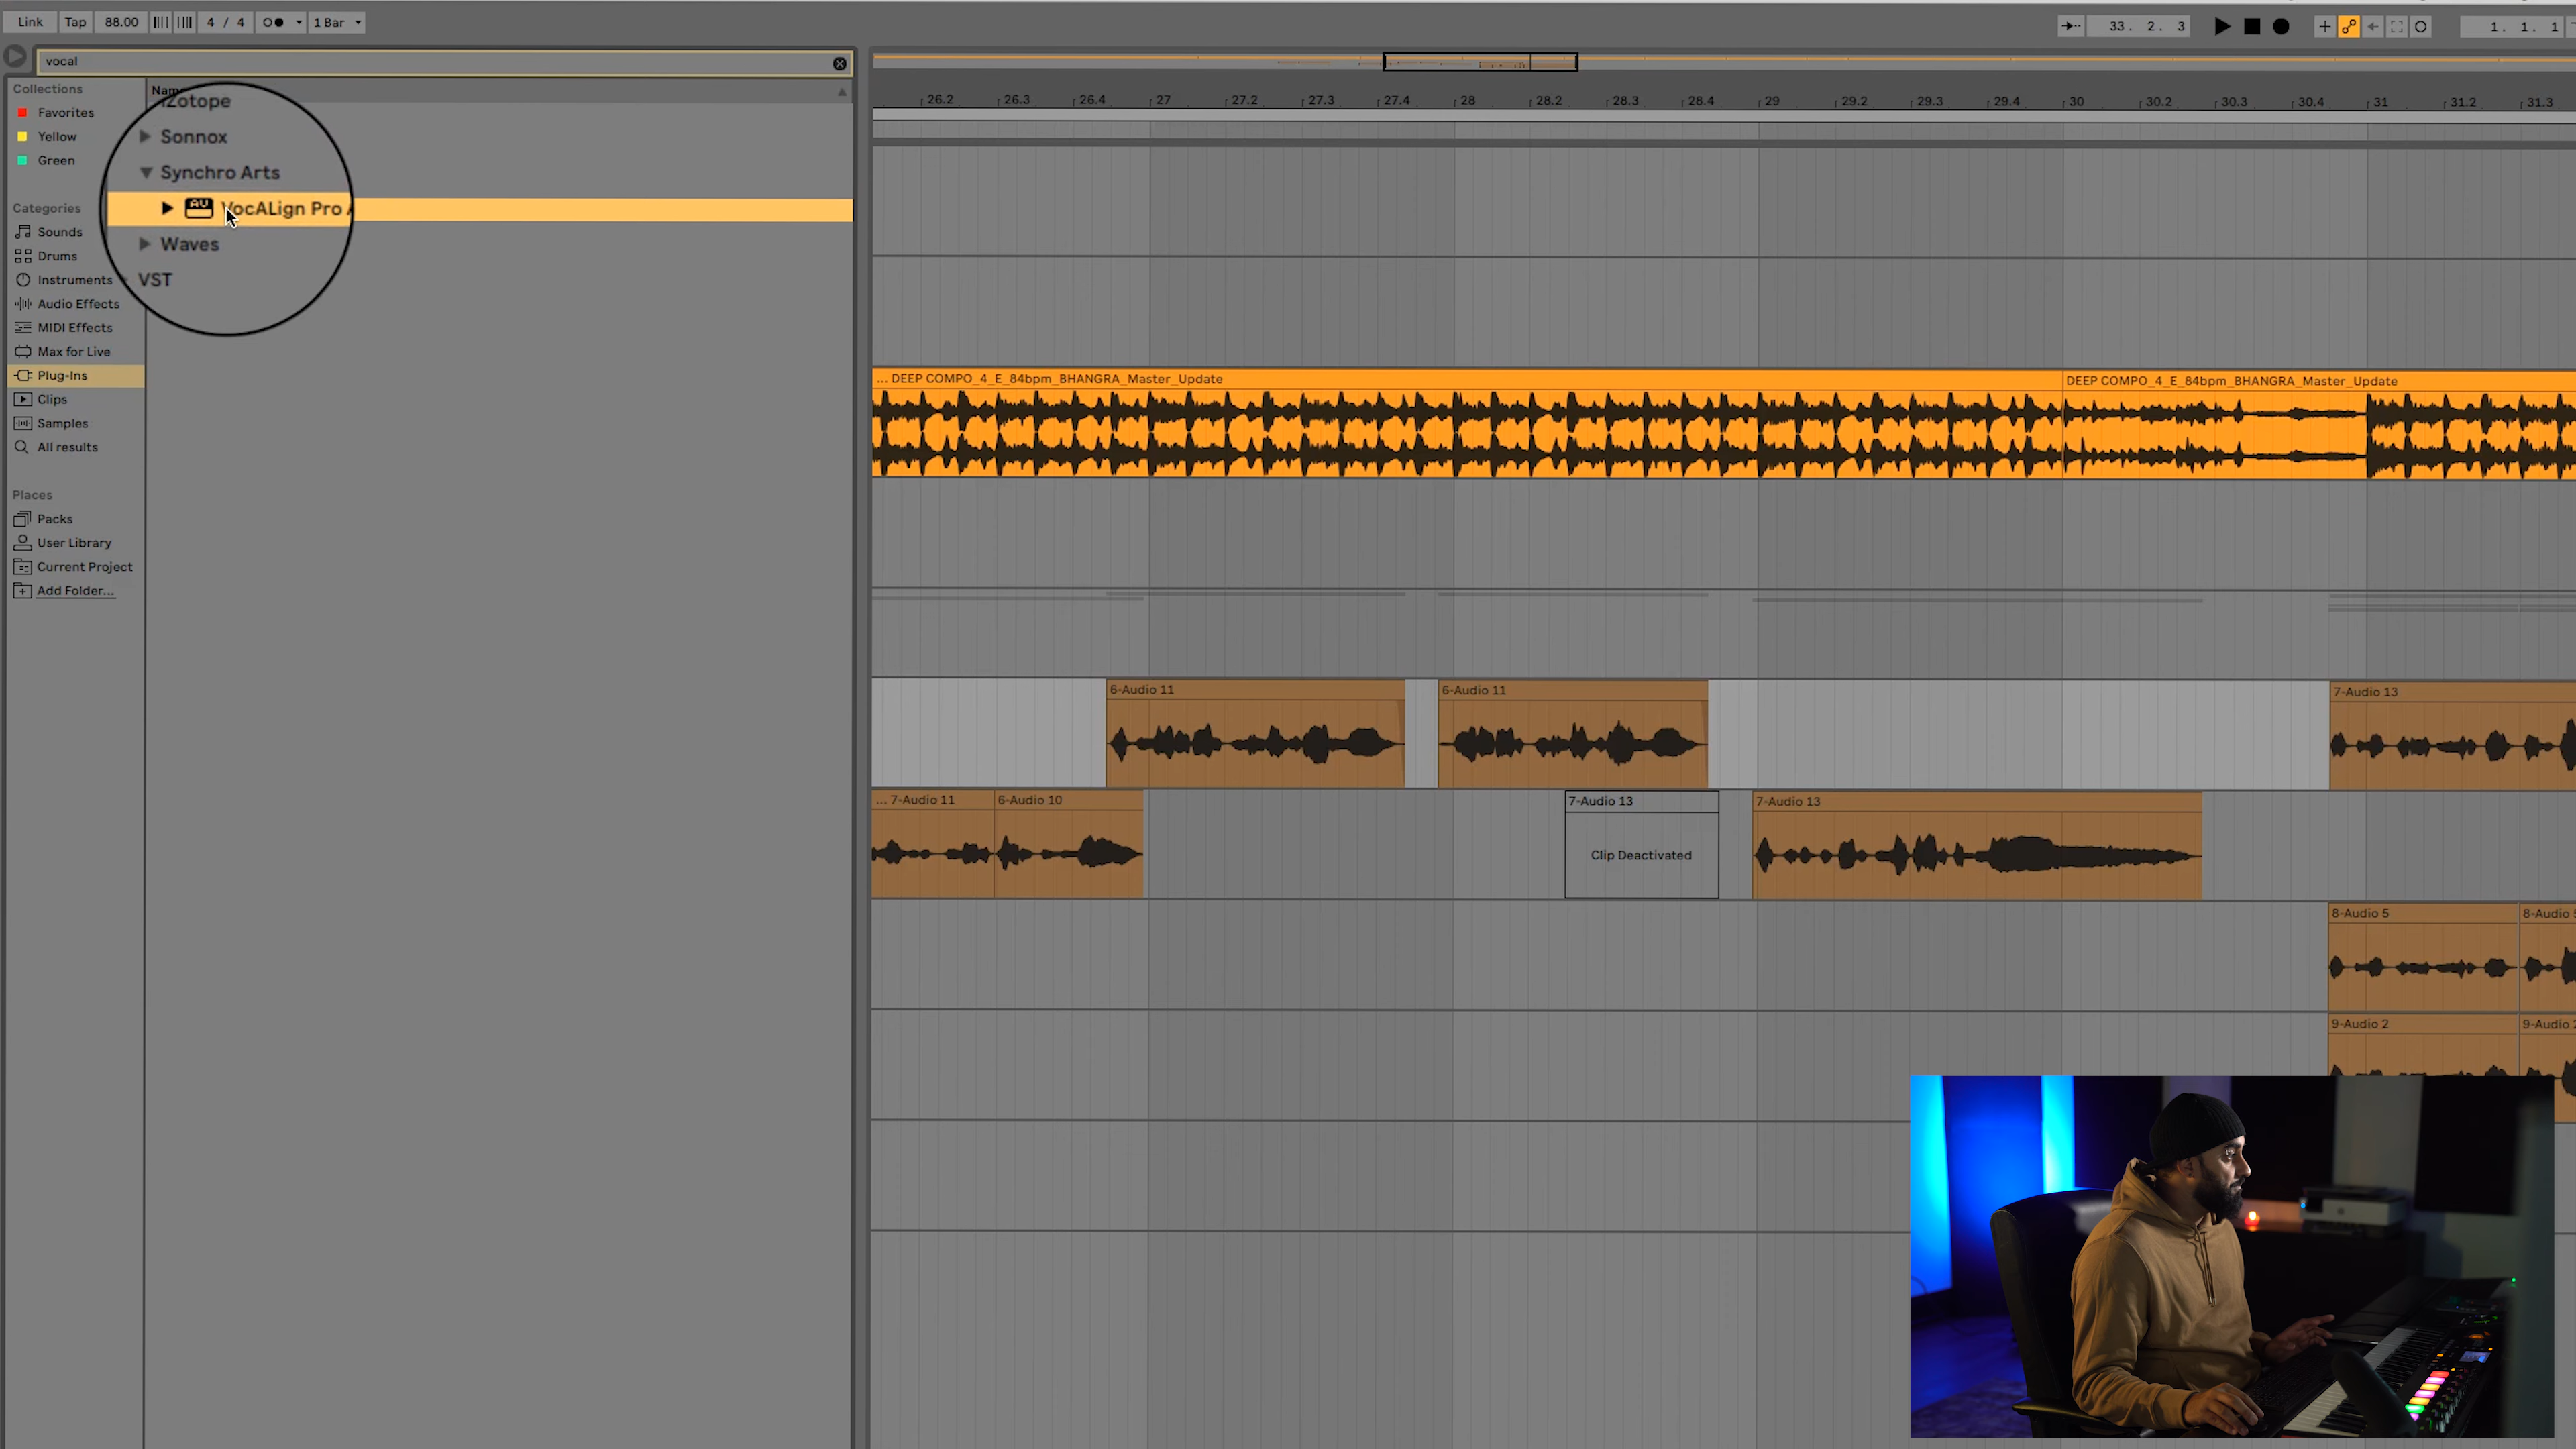 Link Tap 88.00 4 / 4 1 Bar 33. 2. 3 1. 1. 1
vocal
Collections
Favorites
Yellow
Green
Categories
Sounds
Drums
Instruments
Audio Effects
MIDI Effects
Max for Live
Plug-Ins
Clips
Samples
All results
Places
Packs
User Library
Current Project
Add Folder...
iZotope
Sonnox
Synchro Arts
AU VocALign Pro
Waves
VST
26.2 26.3 26.4 27 27.2 27.3 27.4 28 28.2 28.3 28.4 29 29.2 29.3 29.4 30 30.2 30.3 30.4 31 31.2 31.3
... DEEP COMPO_4_E_84bpm_BHANGRA_Master_Update DEEP COMPO_4_E_84bpm_BHANGRA_Master_Update
6-Audio 11 6-Audio 11 7-Audio 13
... 7-Audio 11 6-Audio 10 7-Audio 13 7-Audio 13
Clip Deactivated
8-Audio 5 8-Audio
9-Audio 2 9-Audio